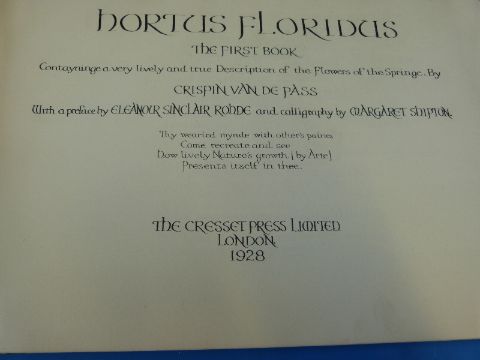 HORTUS FLORIDUS
THE FIRST BOOK
Contayninge a very lively and true Description of the Flowers of the Springe. By
CRISPIN VAN DE PASS
With a preface by ELEANOUR SINCLAIR ROHDE and calligraphy by MARGARET SHIPTON.
Thy wearied mynde with other's paines
Come recreate and see
How lively Nature's growth (by Arte)
Presents itself in thee.
THE CRESSET PRESS LIMITED
LONDON.
1928